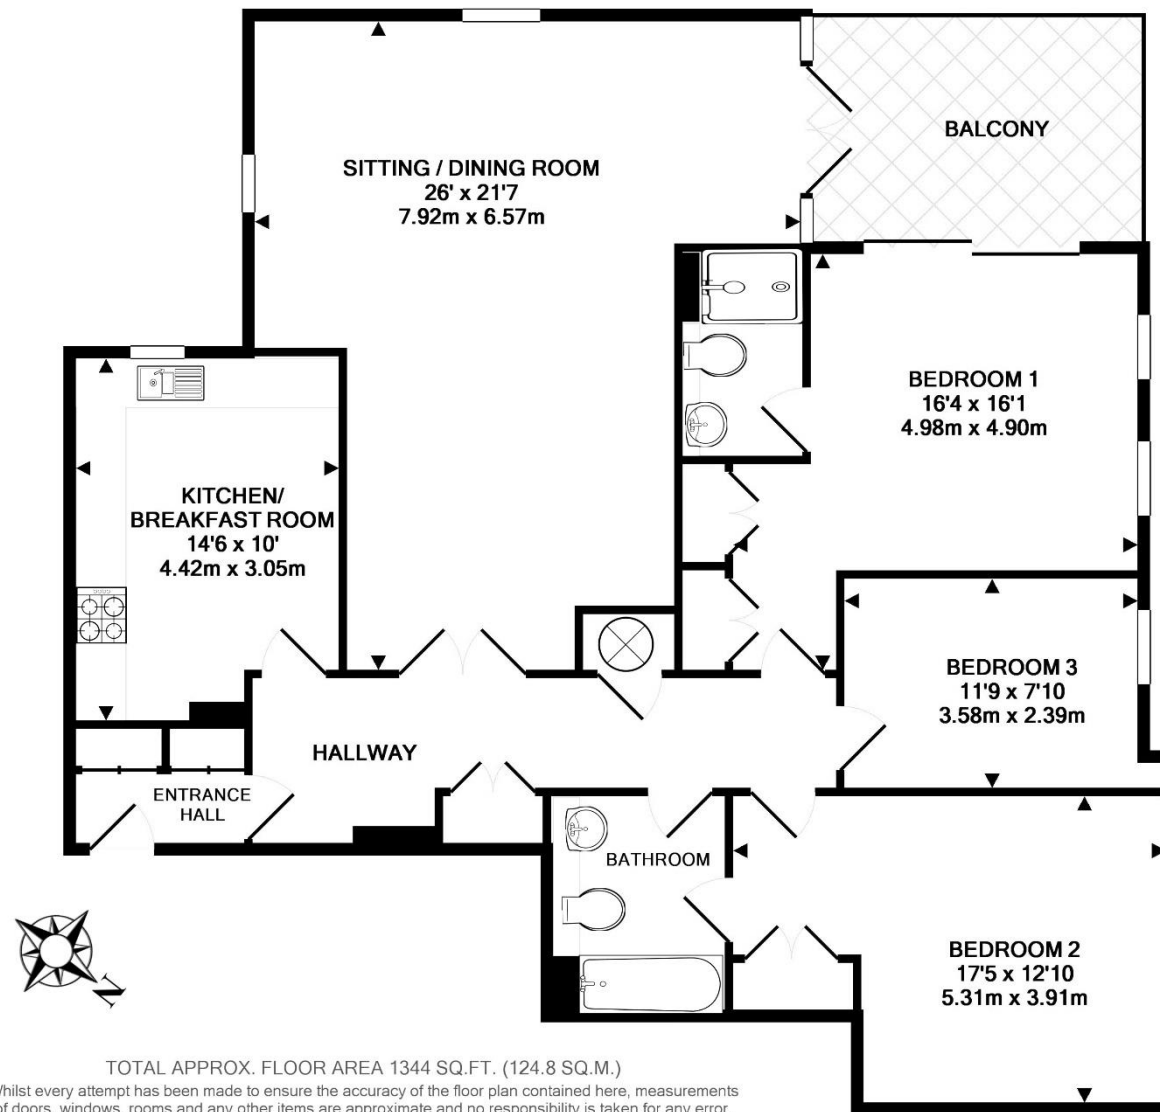 SITTING / DINING ROOM
26' x 21'7
7.92m x 6.57m
BALCONY
BEDROOM 1
16'4 x 16'1
4.98m x 4.90m
KITCHEN/
BREAKFAST ROOM
14'6 x 10'
4.42m x 3.05m
BEDROOM 3
11'9 x 7'10
3.58m x 2.39m
HALLWAY
ENTRANCE
HALL
BATHROOM
BEDROOM 2
17'5 x 12'10
5.31m x 3.91m
N
TOTAL APPROX. FLOOR AREA 1344 SQ.FT. (124.8 SQ.M.)
Whilst every attempt has been made to ensure the accuracy of the floor plan contained here, measurements
of doors, windows, rooms and any other items are approximate and no responsibility is taken for any error,